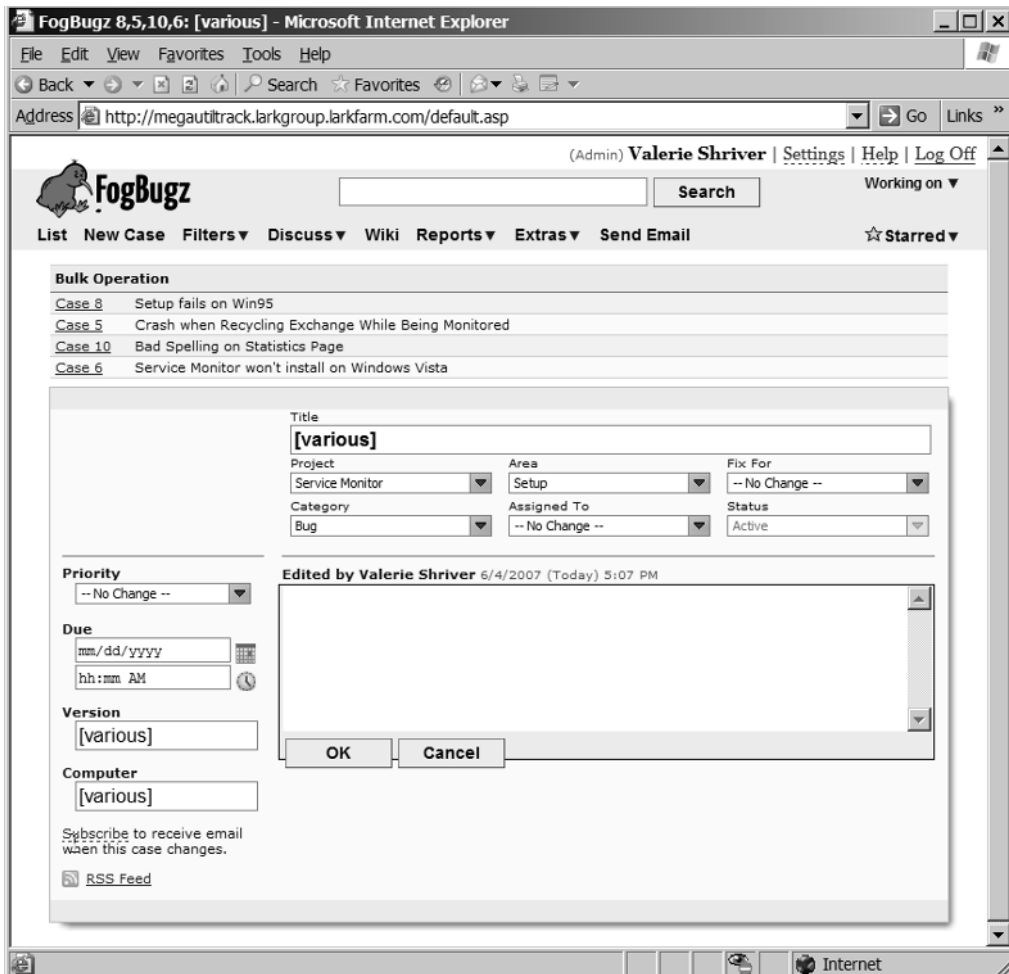 FogBugz 8,5,10,6: [various] - Microsoft Internet Explorer
File Edit View Favorites Tools Help
Back Search Favorites
Address http://megautiltrack.larkgroup.larkfarm.com/default.asp Go Links »
(Admin) Valerie Shriver | Settings | Help | Log Off
FogBugz Search Working on ▼
List New Case Filters ▼ Discuss ▼ Wiki Reports ▼ Extras ▼ Send Email ☆ Starred ▼
Bulk Operation
Case 8 Setup fails on Win95
Case 5 Crash when Recycling Exchange While Being Monitored
Case 10 Bad Spelling on Statistics Page
Case 6 Service Monitor won't install on Windows Vista
Title
[various]
Project Area Fix For
Service Monitor Setup -- No Change --
Category Assigned To Status
Bug -- No Change -- Active
Priority
-- No Change --
Due
mm/dd/yyyy
hh:mm AM
Version
[various]
Computer
[various]
Subscribe to receive email
when this case changes.
RSS Feed
Edited by Valerie Shriver 6/4/2007 (Today) 5:07 PM
OK Cancel
Internet